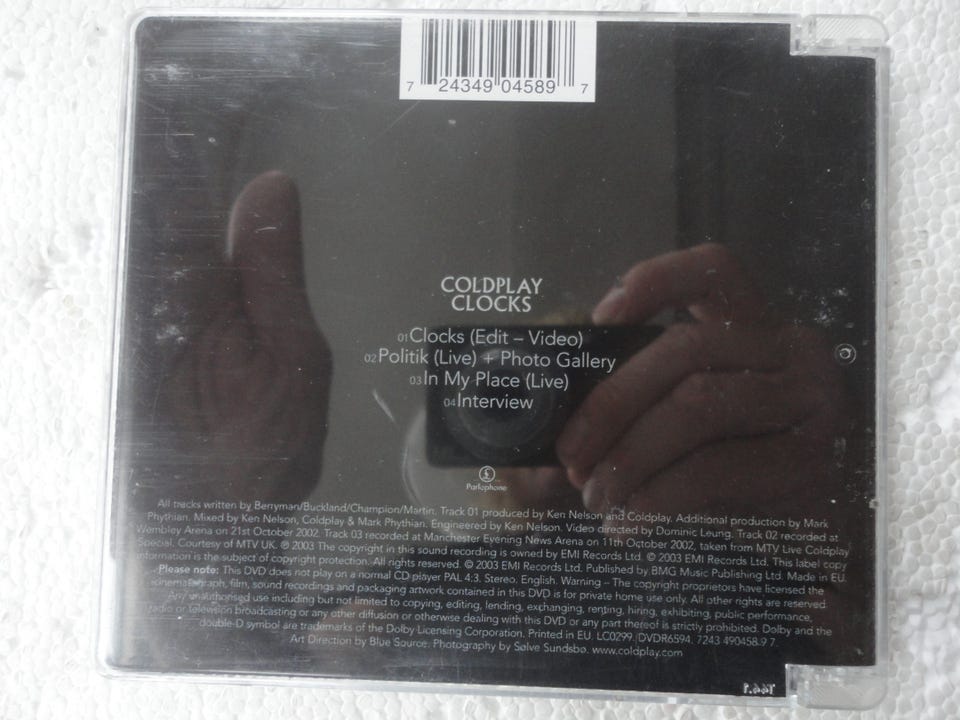 7 24349 04589 7
COLDPLAY
CLOCKS
01 Clocks (Edit – Video)
02 Politik (Live) + Photo Gallery
03 In My Place (Live)
04 Interview
£
Parlophone
All tracks written by Berryman/Buckland/Champion/Martin. Track 01 produced by Ken Nelson and Coldplay. Additional production by Mark
Phythian. Mixed by Ken Nelson, Coldplay & Mark Phythian. Engineered by Ken Nelson. Video directed by Dominic Leung. Track 02 recorded at
Wembley Arena on 21st October 2002. Track 03 recorded at Manchester Evening News Arena on 11th October 2002, taken from MTV Live Coldplay
Special. Courtesy of MTV UK. ℗ 2003 The copyright in this sound recording is owned by EMI Records Ltd. © 2003 EMI Records Ltd. This label copy
information is the subject of copyright protection. All rights reserved. © 2003 EMI Records Ltd. Published by BMG Music Publishing Ltd. Made in EU.
Please note: This DVD does not play on a normal CD player PAL 4:3. Stereo. English. Warning – The copyright proprietors have licensed the
cinematograph, film, sound recordings and packaging artwork contained in this DVD is for private home use only. All other rights are reserved.
Any unauthorised use including but not limited to copying, editing, lending, exchanging, renting, hiring, exhibiting, public performance,
radio or television broadcasting or any other diffusion or otherwise dealing with this DVD or any part thereof is strictly prohibited. Dolby and the
double-D symbol are trademarks of the Dolby Licensing Corporation. Printed in EU. LC0299. DVDR6594. 7243 490458 9 7.
Art Direction by Blue Source. Photography by Sølve Sundsbø. www.coldplay.com